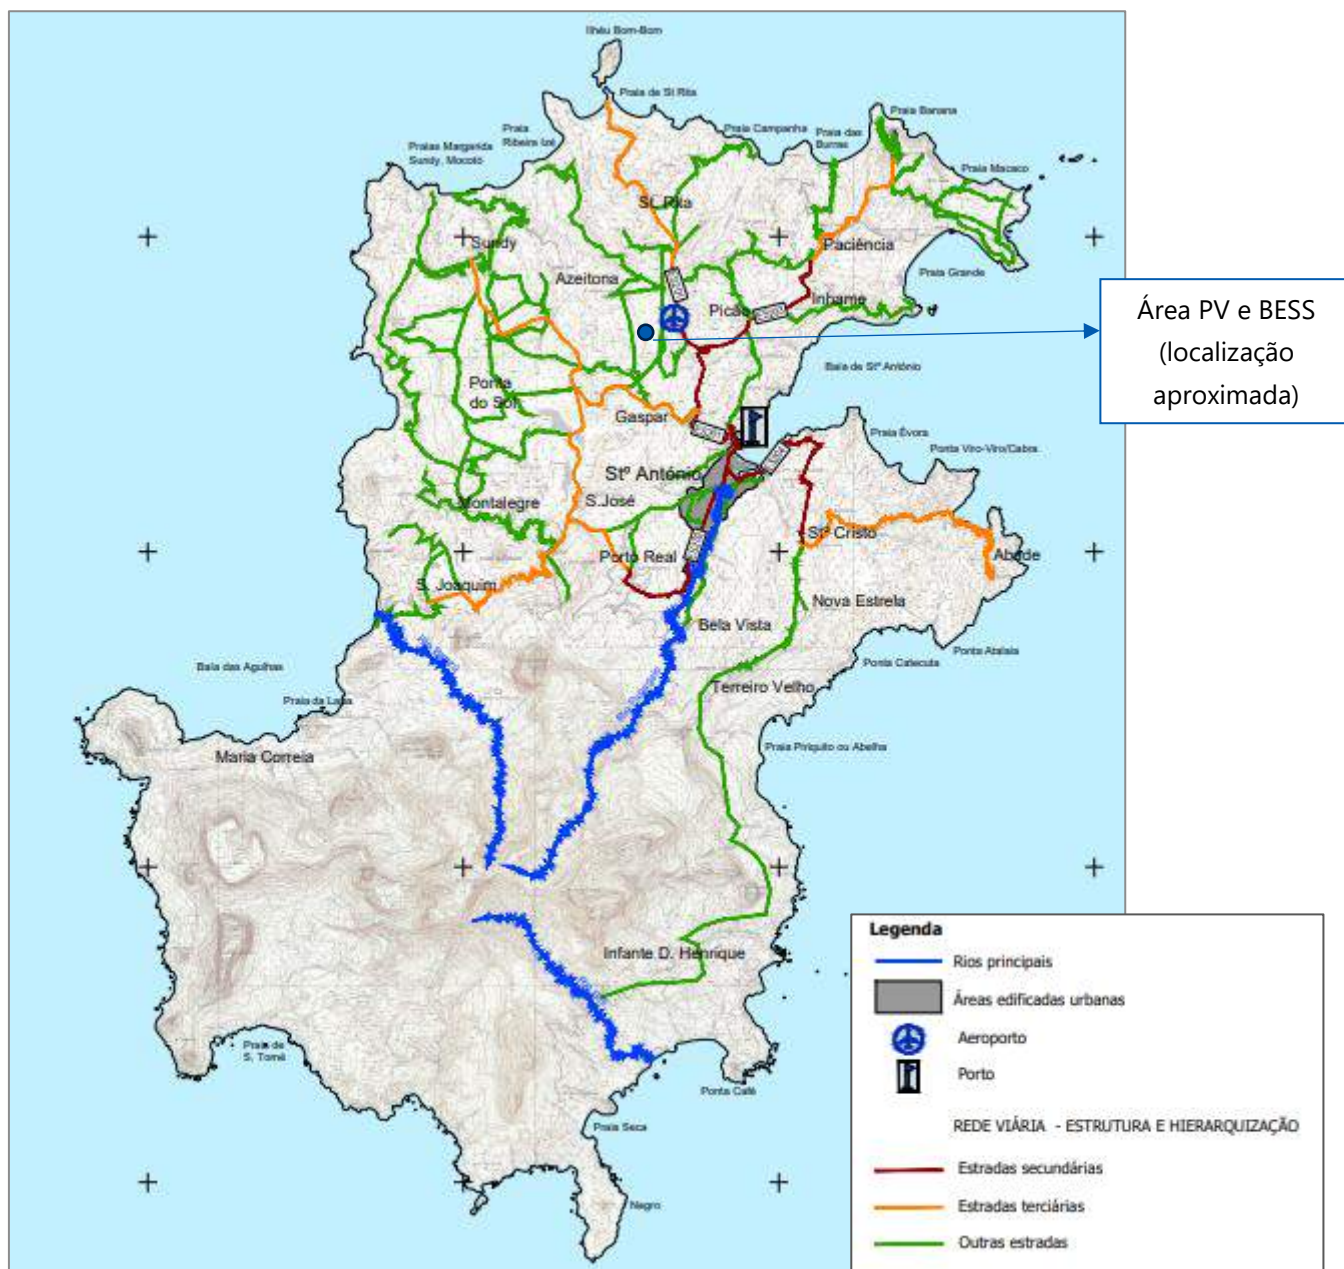 Ilhéu Bom-Bom
Praia de St Rita
Praia Banana
Praia
Ribeira Izé
Praia Campanha
Praia das
Burras
Praias Margarida
Sundy, Mocotó
Praia Macaco
St. Rita
Sundy
Paciência
Azeitona
Praia Grande
Inhame
Picão
Área PV e BESS
(localização
aproximada)
Baía de Stº António
Ponta
do Sol
Gaspar
Praia Évora
Ponta Viro-Viro/Cabra
Stº António
Montalegre
S.José
Stº Cristo
Abade
Porto Real
S. Joaquim
Nova Estrela
Bela Vista
Ponta Atalaia
Ponta Catecuta
Baía das Agulhas
Terreiro Velho
Praia da Lapa
Praia Piriquito ou Abelha
Maria Correia
Infante D. Henrique
Praia de
S. Tomé
Ponta Café
Praia Seca
Negro
Legenda
Rios principais
Áreas edificadas urbanas
Aeroporto
Porto
REDE VIÁRIA - ESTRUTURA E HIERARQUIZAÇÃO
Estradas secundárias
Estradas terciárias
Outras estradas